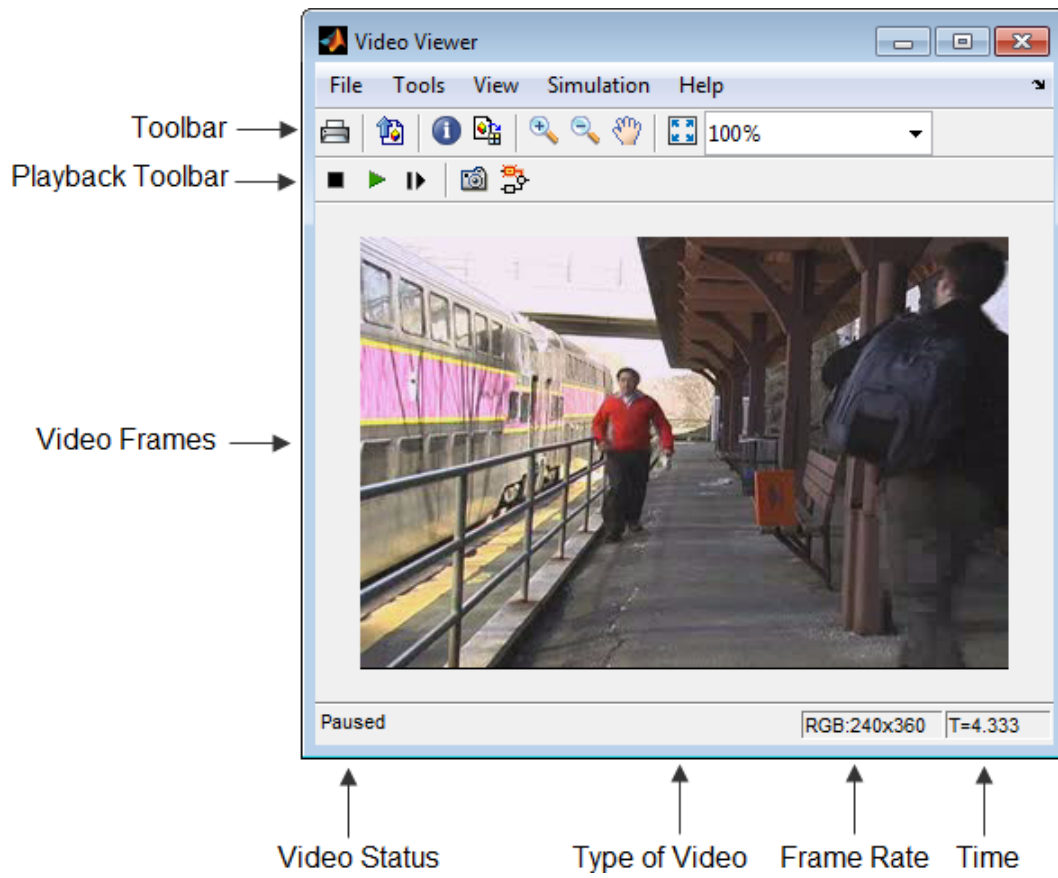 Video Viewer
File Tools View Simulation Help
Toolbar
100%
Playback Toolbar
Video Frames
Paused
RGB:240x360
T=4.333
Video Status
Type of Video
Frame Rate
Time